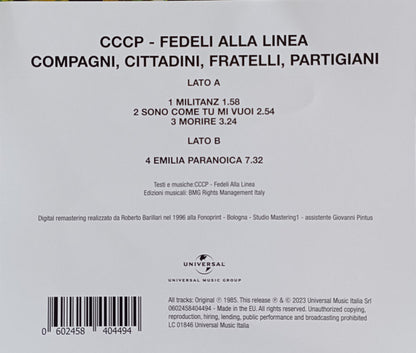 CCCP - FEDELI ALLA LINEA
COMPAGNI, CITTADINI, FRATELLI, PARTIGIANI
LATO A
1 MILITANZ 1.58
2 SONO COME TU MI VUOI 2.54
3 MORIRE 3.24
LATO B
4 EMILIA PARANOICA 7.32
Testi e musiche:CCCP - Fedeli Alla Linea
Edizioni musicali: BMG Rights Management Italy
Digital remastering realizzato da Roberto Barillari nel 1996 alla Fonoprint - Bologna - Studio Mastering1 - assistente Giovanni Pintus
UNIVERSAL
UNIVERSAL MUSIC GROUP
All tracks: Original ℗ 1985. This release ℗ & © 2023 Universal Music Italia Srl
0602458404494 - Made in the EU. All rights reserved. Unauthorized copying,
reproduction, hiring, lending, public performance and broadcasting prohibited
LC 01846 Universal Music Italia
0 602458 404494